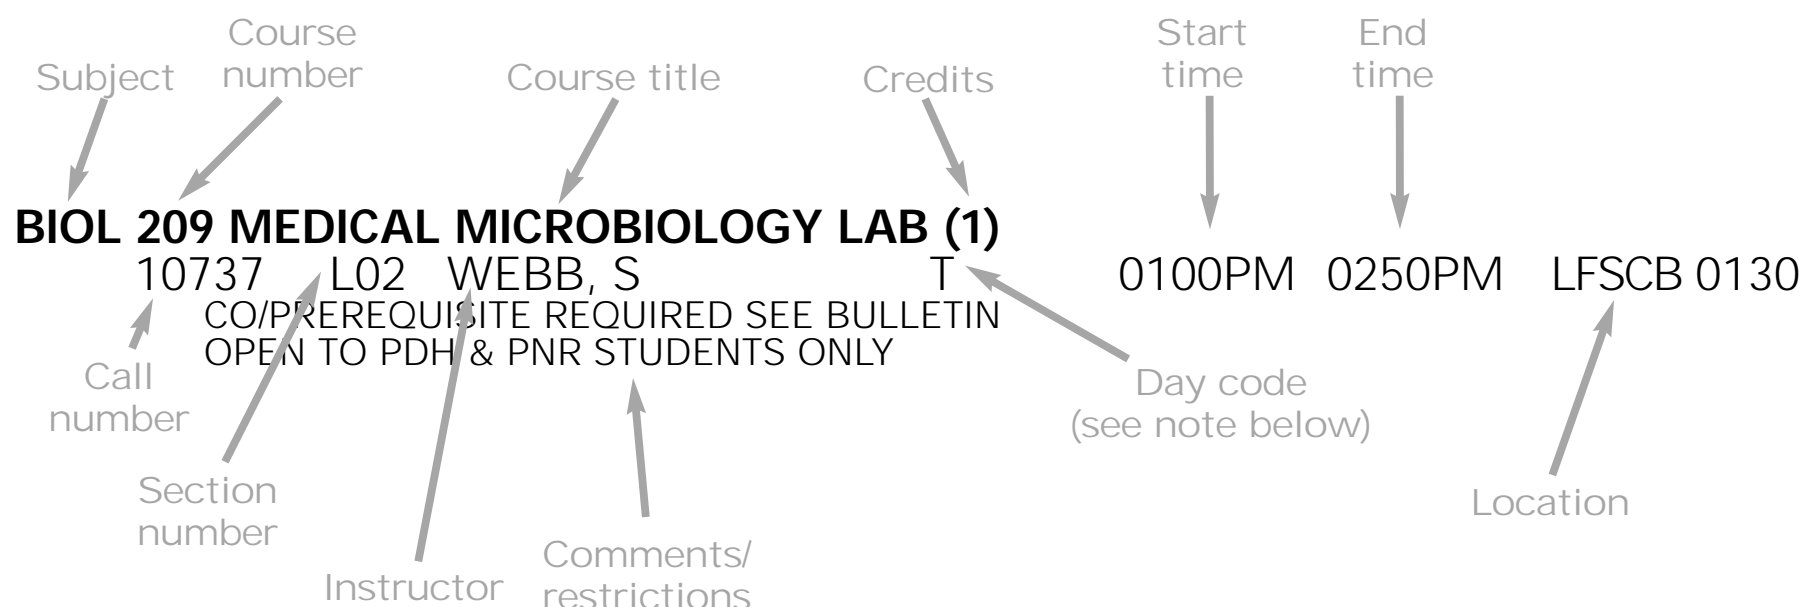 Course
number
Subject
Course title
Credits
Start
time
End
time
BIOL 209 MEDICAL MICROBIOLOGY LAB (1)
10737 L02 WEBB, S T 0100PM 0250PM LFSCB 0130
CO/PREREQUISITE REQUIRED SEE BULLETIN
OPEN TO PDH & PNR STUDENTS ONLY
Call
number
Day code
(see note below)
Section
number
Location
Instructor
Comments/
restrictions